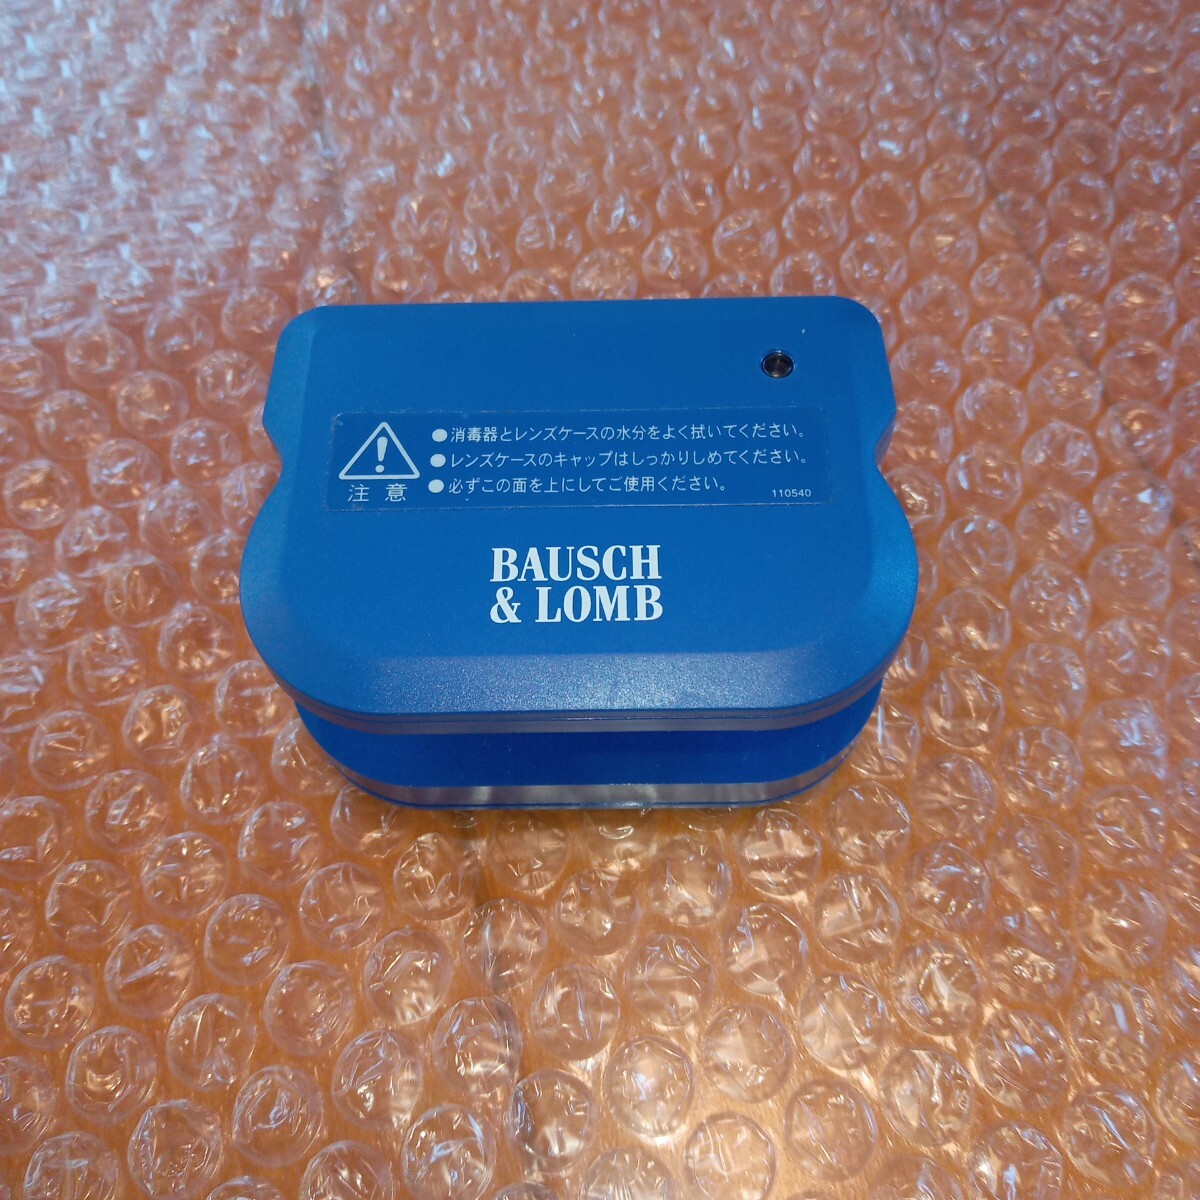 ●消毒器とレンズケースの水分をよく拭いてください。
●レンズケースのキャップはしっかりしめてください。
注意 ●必ずこの面を上にしてご使用ください。
110540
BAUSCH
& LOMB